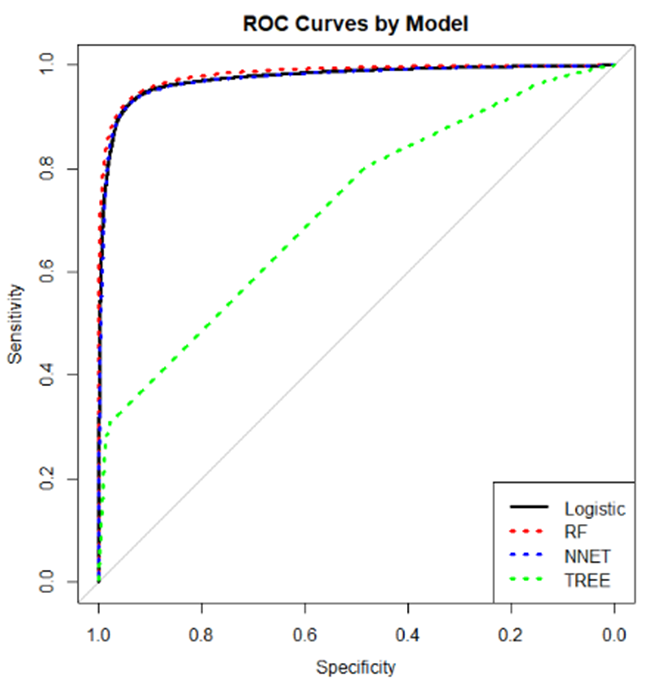 ROC Curves by Model
Sensitivity
1.0
0.8
0.6
0.4
0.2
0.0
Logistic
RF
NNET
TREE
1.0 0.8 0.6 0.4 0.2 0.0
Specificity